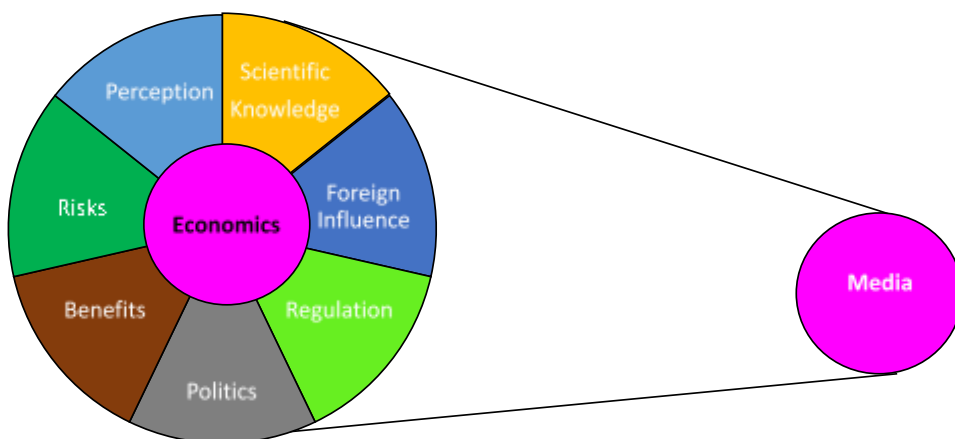 Scientific
Knowledge
Perception
Foreign
Influence
Risks
Economics
Benefits
Regulation
Politics
Media